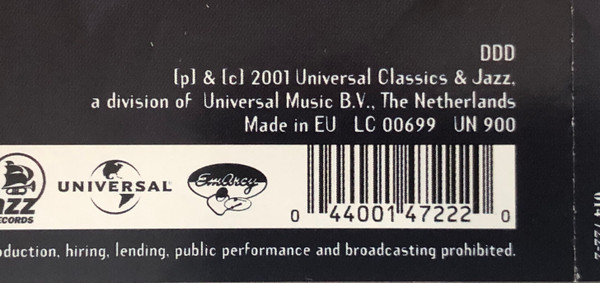 DDD
[p] & [c] 2001 Universal Classics & Jazz,
a division of Universal Music B.V., The Netherlands
Made in EU LC 00699 UN 900
UNIVERSAL
EmArcy
0 44001 47222 0
hiring, lending, public performance and broadcasting prohibited.